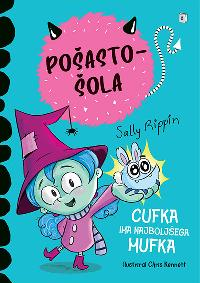 POŠASTO-
ŠOLA
Sally Rippin
CUFKA
IMA NAJBOLJŠEGA
MUFKA
Ilustriral Chris Kennett